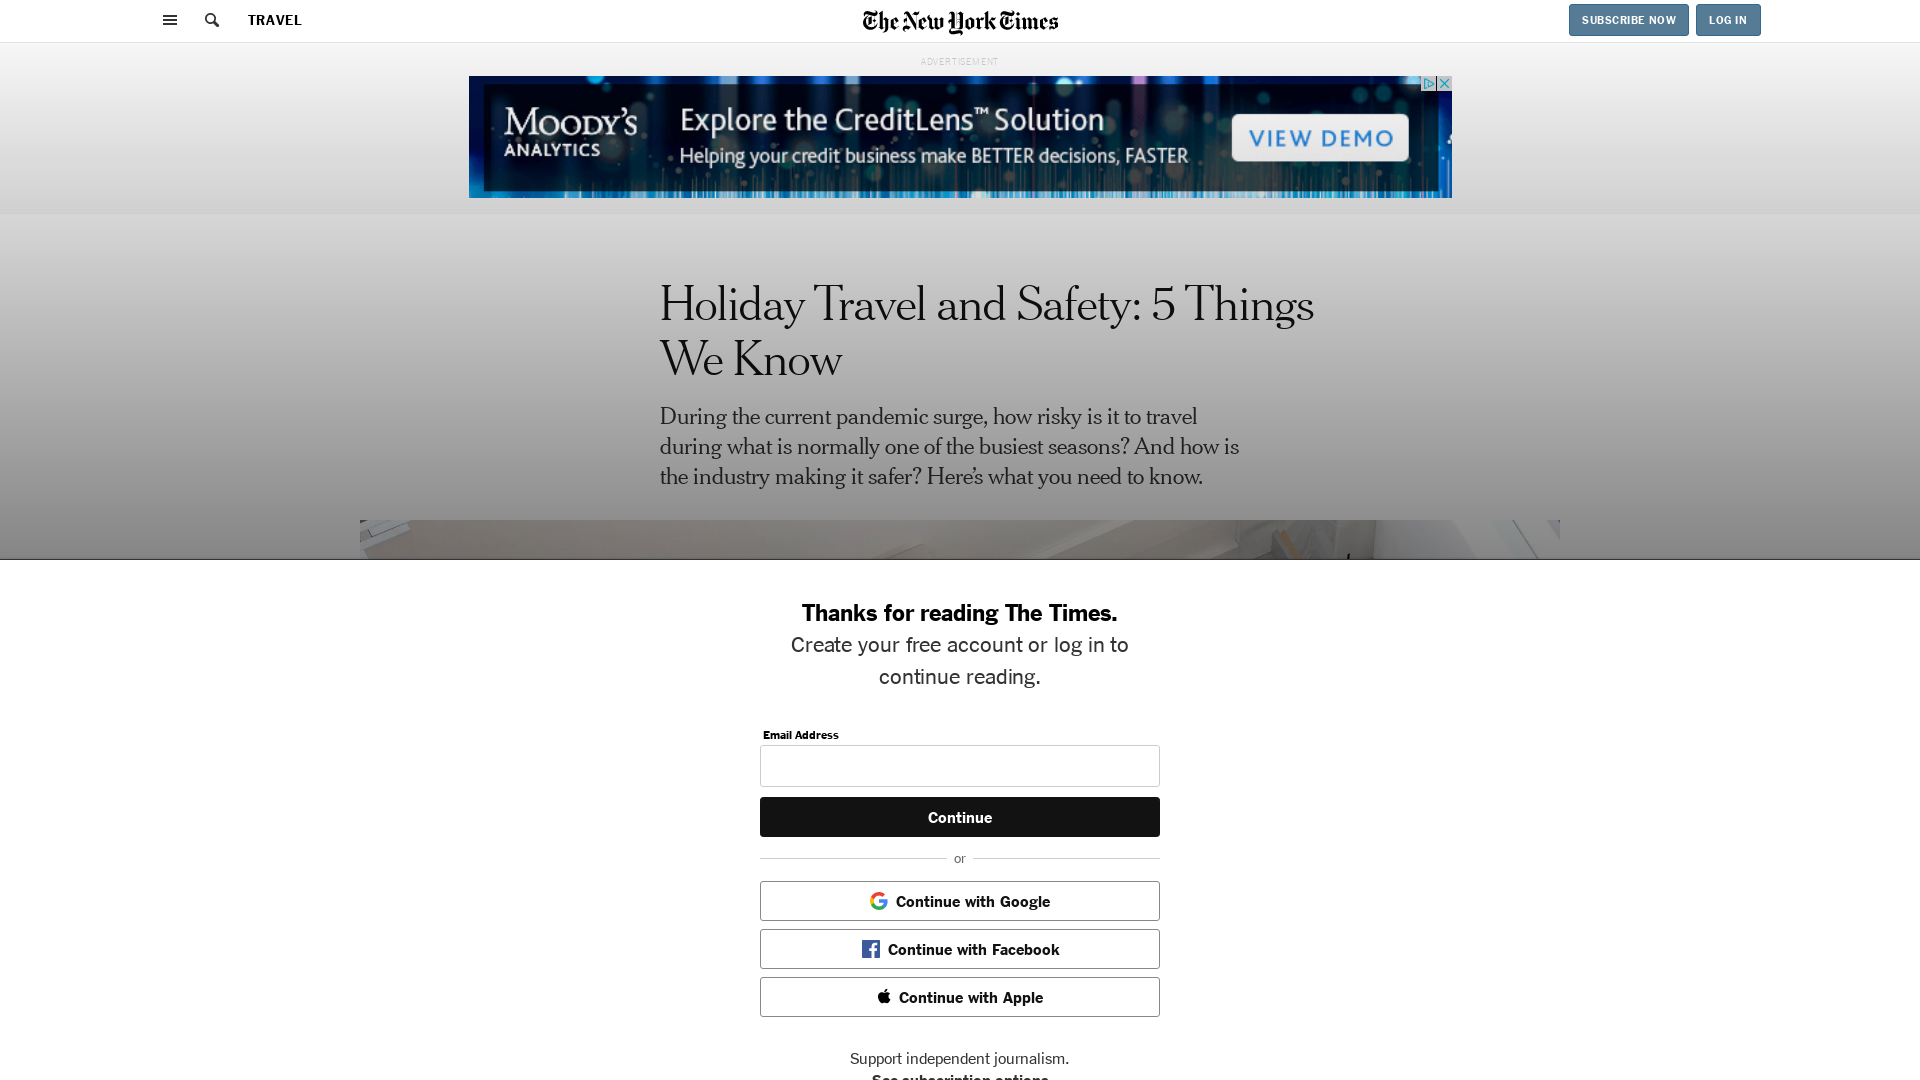 TRAVEL
The New York Times
SUBSCRIBE NOW
LOG IN
ADVERTISEMENT
MOODY'S
ANALYTICS
Explore the CreditLens™ Solution
Helping your credit business make BETTER decisions, FASTER
VIEW DEMO
Holiday Travel and Safety: 5 Things
We Know
During the current pandemic surge, how risky is it to travel
during what is normally one of the busiest seasons? And how is
the industry making it safer? Here’s what you need to know.
Thanks for reading The Times.
Create your free account or log in to
continue reading.
Email Address
Continue
or
Continue with Google
Continue with Facebook
Continue with Apple
Support independent journalism.
See subscription options